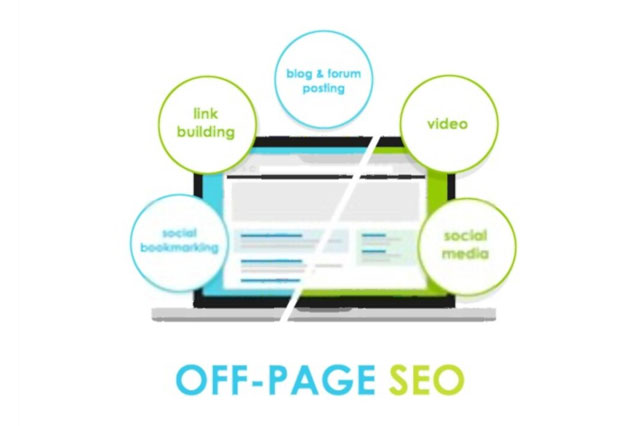 blog & forum
posting
link
building
video
social
bookmarking
social
media
OFF-PAGE SEO